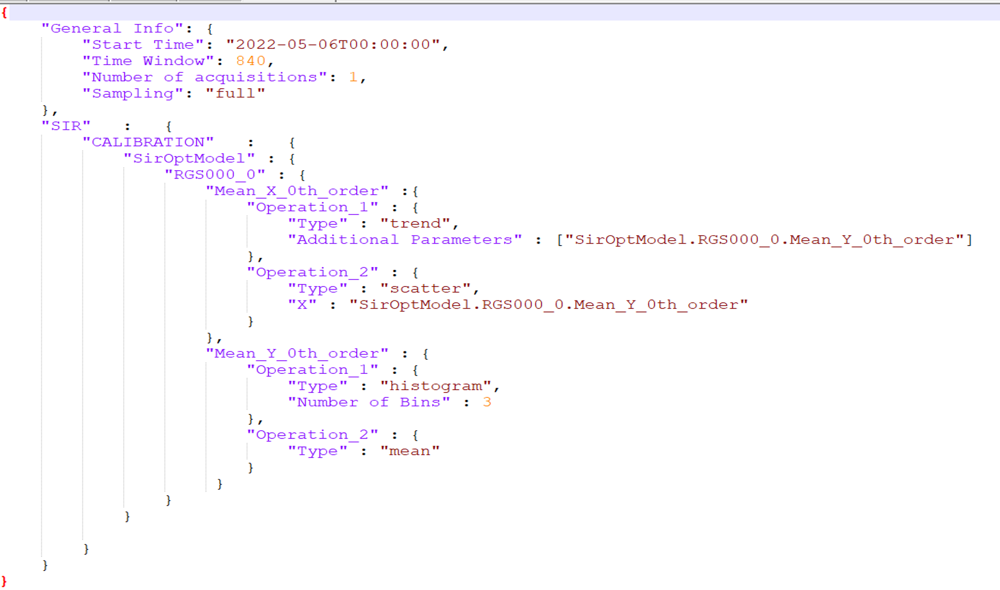 {
    "General Info": {
        "Start Time": "2022-05-06T00:00:00",
        "Time Window": 840,
        "Number of acquisitions": 1,
        "Sampling": "full"
    },
    "SIR"   :   {
        "CALIBRATION"   :   {
            "SirOptModel" : {
                "RGS000_0" : {
                    "Mean_X_0th_order" :{
                        "Operation_1" : {
                            "Type" : "trend",
                            "Additional Parameters" : ["SirOptModel.RGS000_0.Mean_Y_0th_order"]
                        },
                        "Operation_2" : {
                            "Type" : "scatter",
                            "X" : "SirOptModel.RGS000_0.Mean_Y_0th_order"
                        }
                    },
                    "Mean_Y_0th_order" : {
                        "Operation_1" : {
                            "Type" : "histogram",
                            "Number of Bins" : 3
                        },
                        "Operation_2" : {
                            "Type" : "mean"
                        }
                     }
                }
            }

        }
    }
}